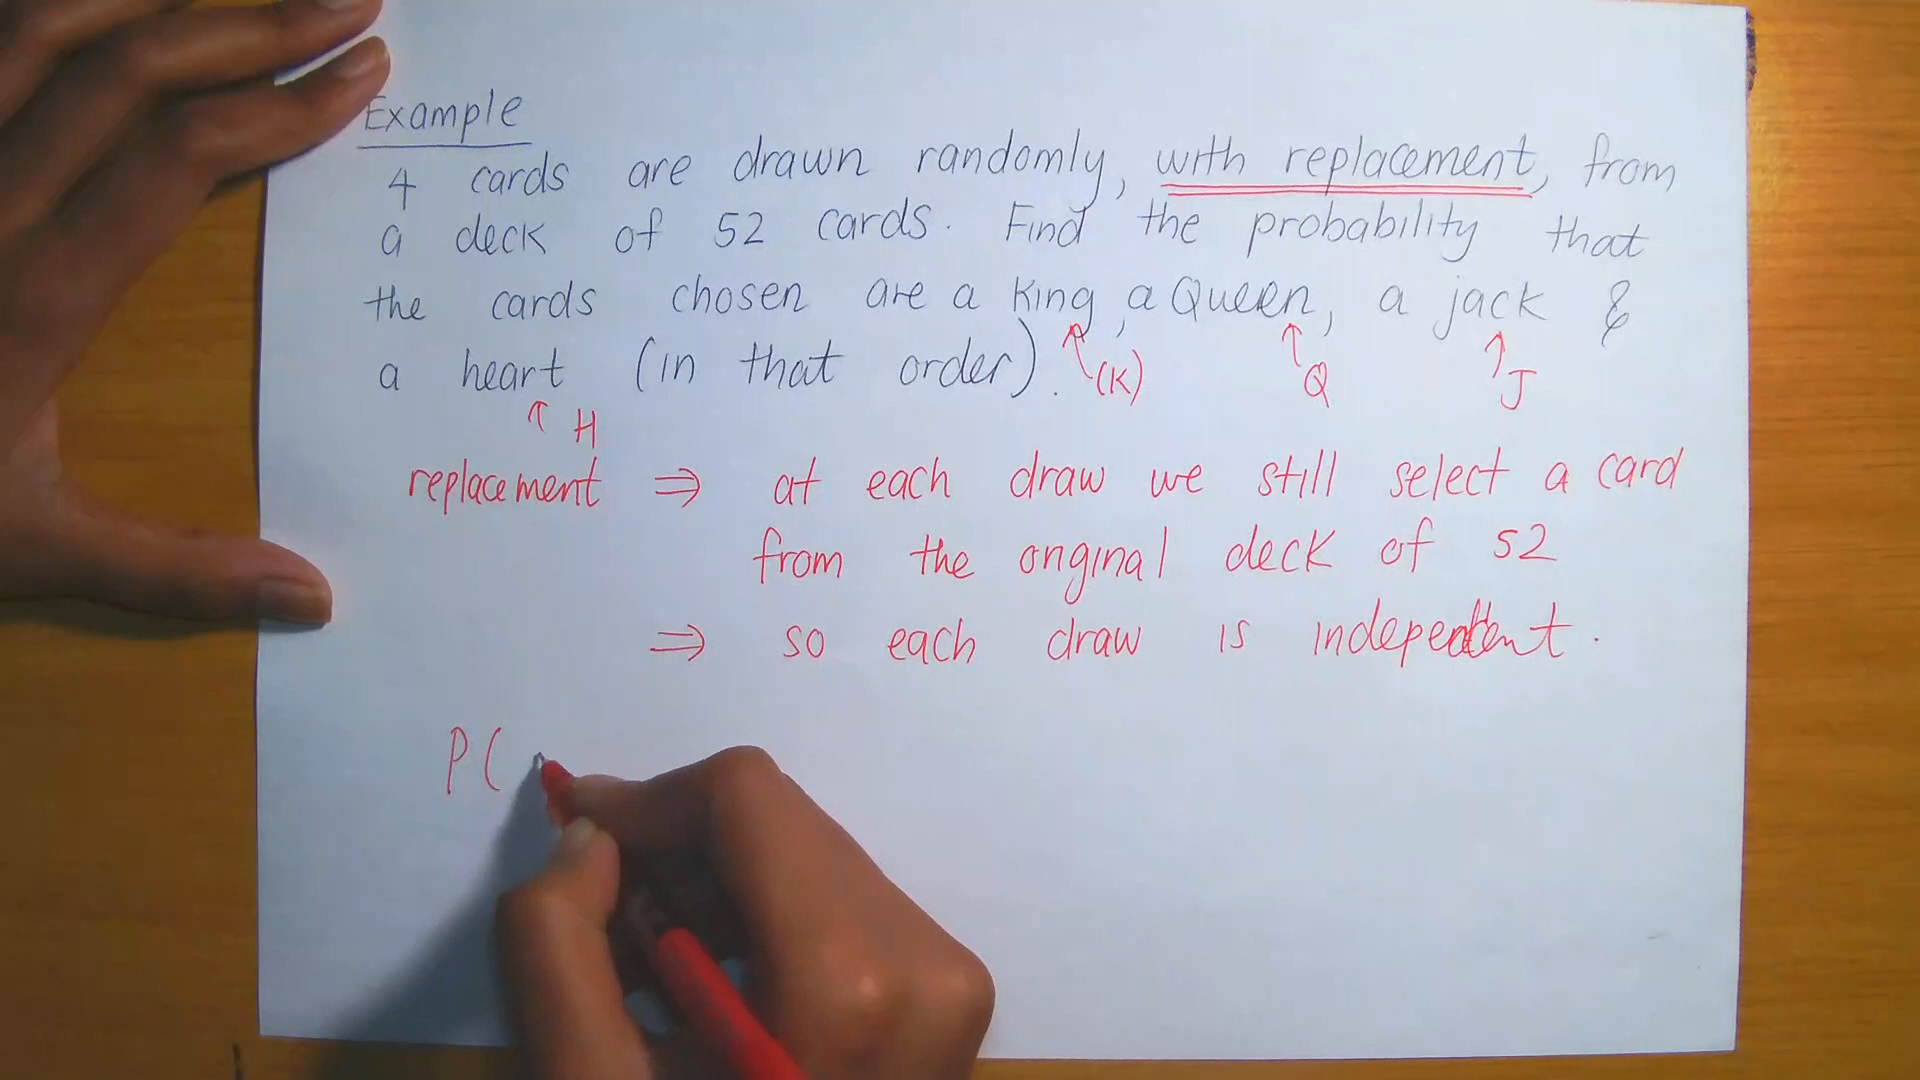 Example
4 cards are drawn randomly, with replacement, from
a deck of 52 cards. Find the probability that
the cards chosen are a King, a Queen, a jack &
a heart (in that order).
(K) Q J
H
replacement ⇒ at each draw we still select a card
from the original deck of 52
⇒ so each draw is independent.
P(